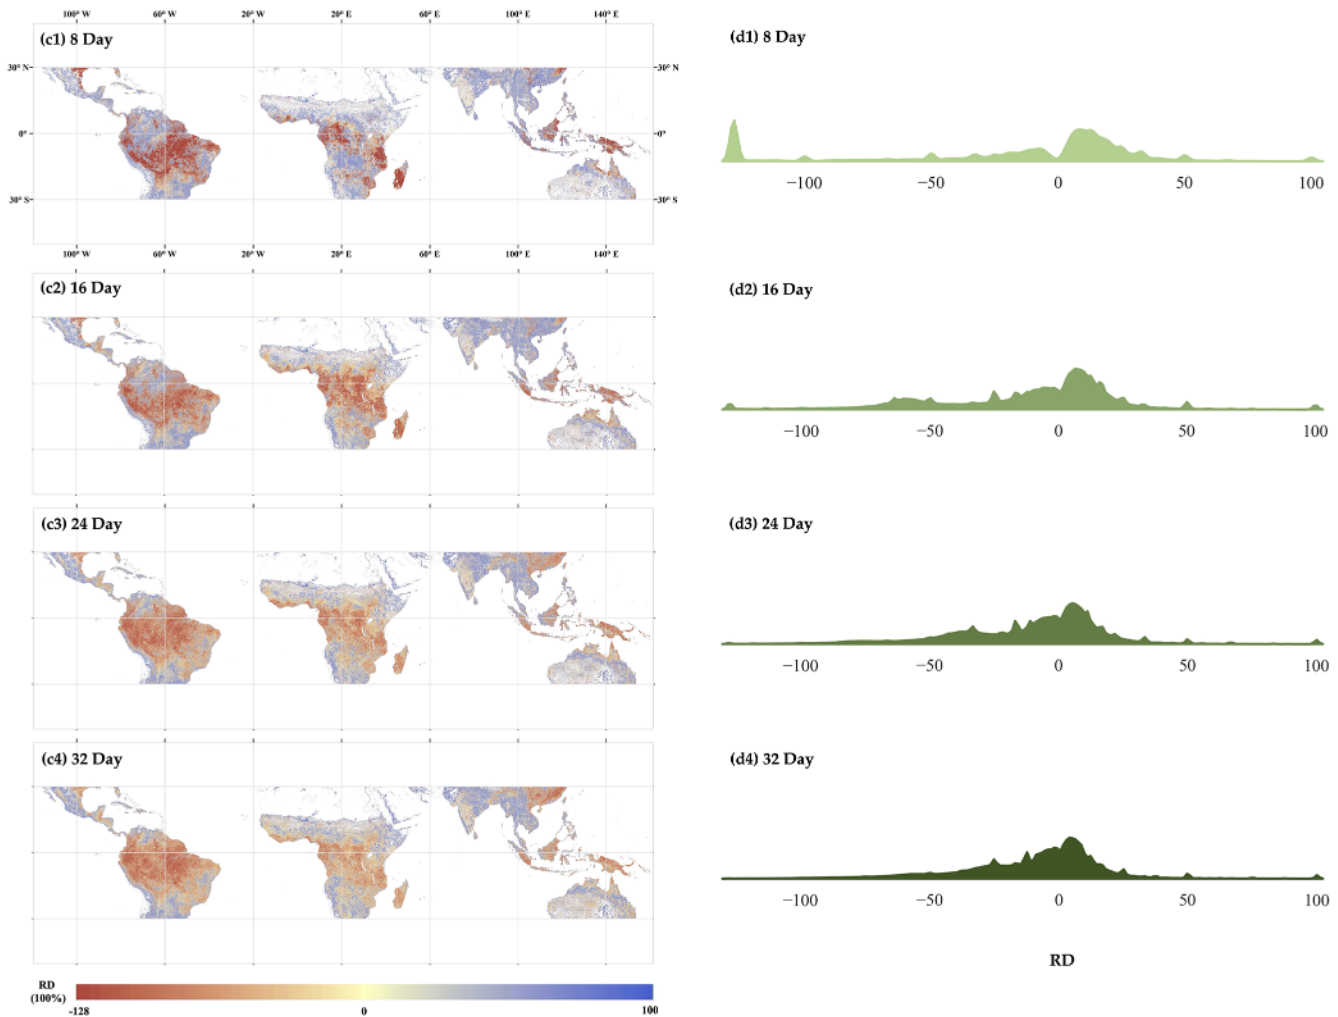 100° W 60° W 20° W 20° E 60° E 100° E 140° E
(c1) 8 Day
30° N 30° N
0° 0°
30° S 30° S
100° W 60° W 20° W 20° E 60° E 100° E 140° E
(d1) 8 Day
−100 −50 0 50 100
(c2) 16 Day
(d2) 16 Day
−100 −50 0 50 100
(c3) 24 Day
(d3) 24 Day
−100 −50 0 50 100
(c4) 32 Day
(d4) 32 Day
−100 −50 0 50 100
RD
RD
(100%)
-128 0 100